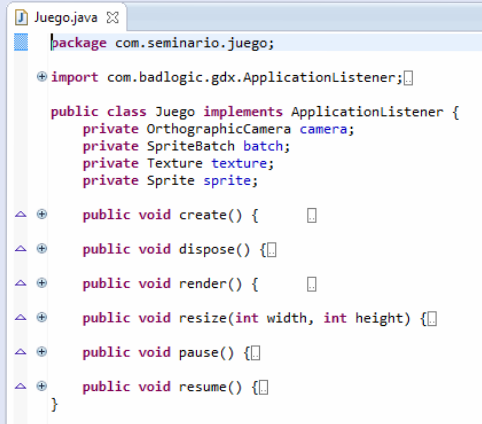 Juego.java
package com.seminario.juego;
import com.badlogic.gdx.ApplicationListener;
public class Juego implements ApplicationListener {
private OrthographicCamera camera;
private SpriteBatch batch;
private Texture texture;
private Sprite sprite;
public void create() {
public void dispose() {
public void render() {
public void resize(int width, int height) {
public void pause() {
public void resume() {
}